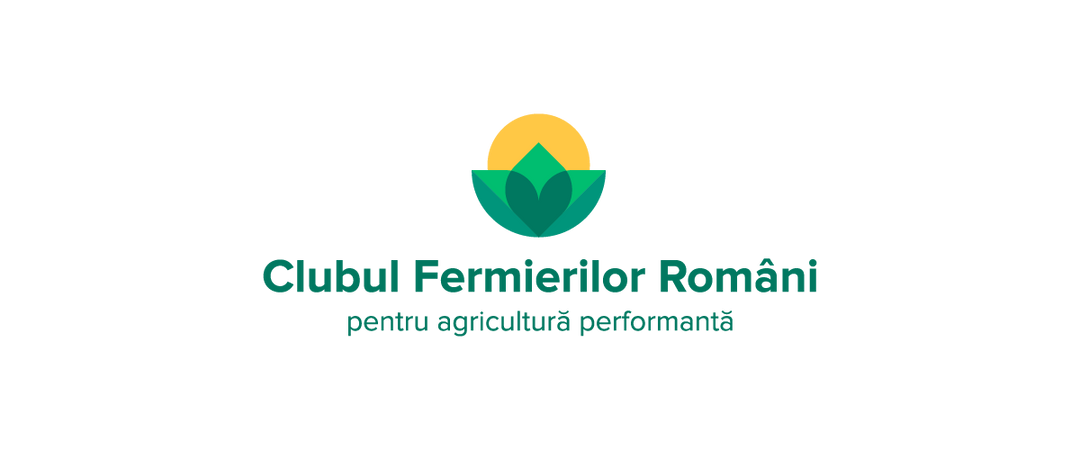 Clubul Fermierilor Români
pentru agricultură performantă